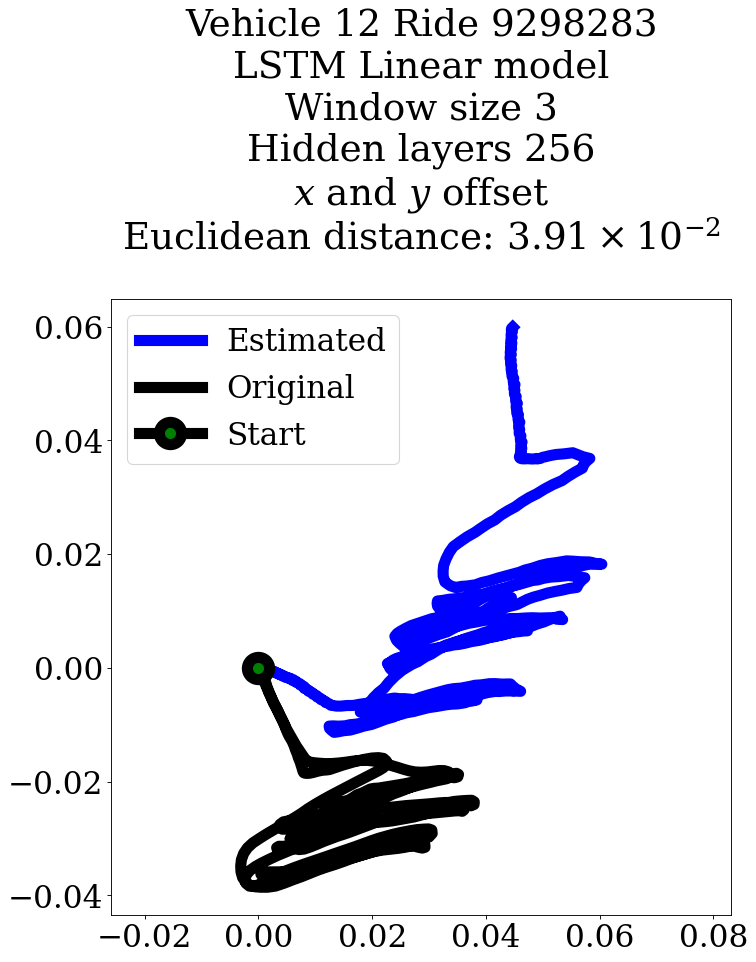 Vehicle 12 Ride 9298283
LSTM Linear model
Window size 3
Hidden layers 256
x and y offset
Euclidean distance: 3.91 × 10⁻²
Estimated
Original
Start
0.06
0.04
0.02
0.00
−0.02
−0.04
−0.02 0.00 0.02 0.04 0.06 0.08